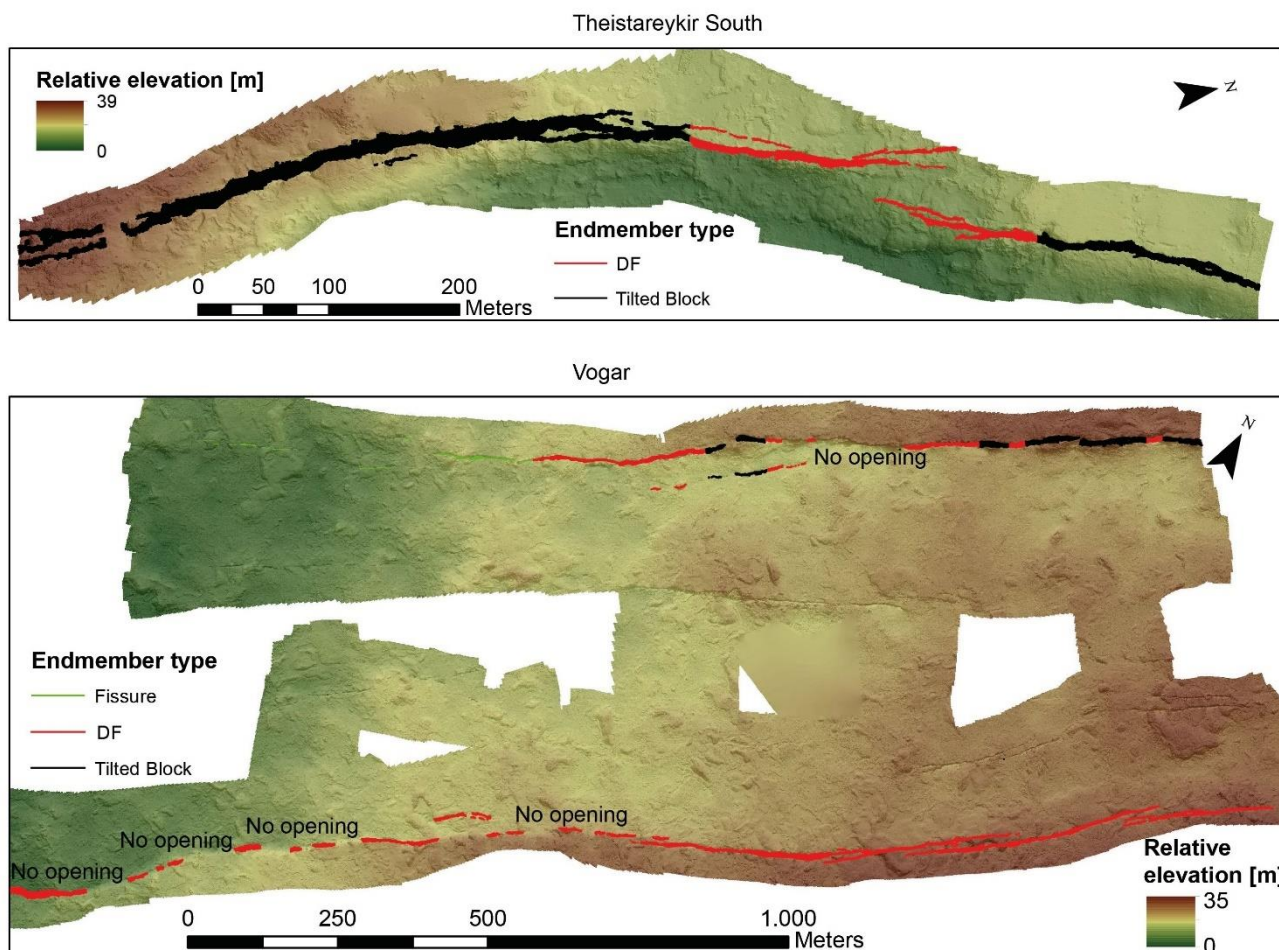 Theistareykir South
Relative elevation [m]
39
0
N
Endmember type
DF
Tilted Block
0 50 100 200
Meters
Vogar
N
No opening
Endmember type
Fissure
DF
Tilted Block
No opening
No opening
No opening
No opening
Relative
elevation [m]
35
0
0 250 500 1.000
Meters